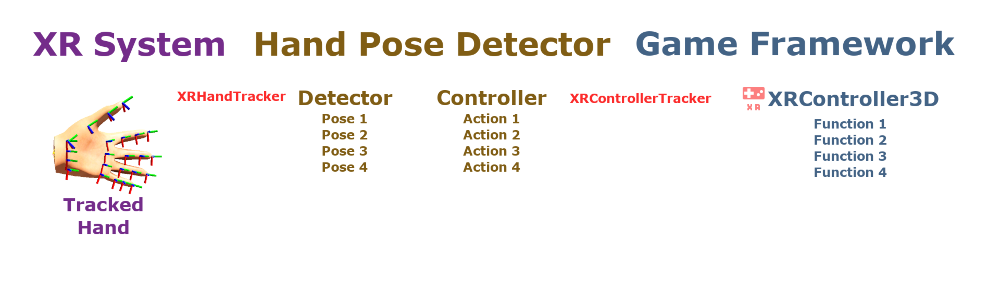 XR System
Hand Pose Detector
Game Framework
XRHandTracker
Detector
Pose 1
Pose 2
Pose 3
Pose 4
Controller
Action 1
Action 2
Action 3
Action 4
XRControllerTracker
XR
XRController3D
Function 1
Function 2
Function 3
Function 4
Tracked
Hand